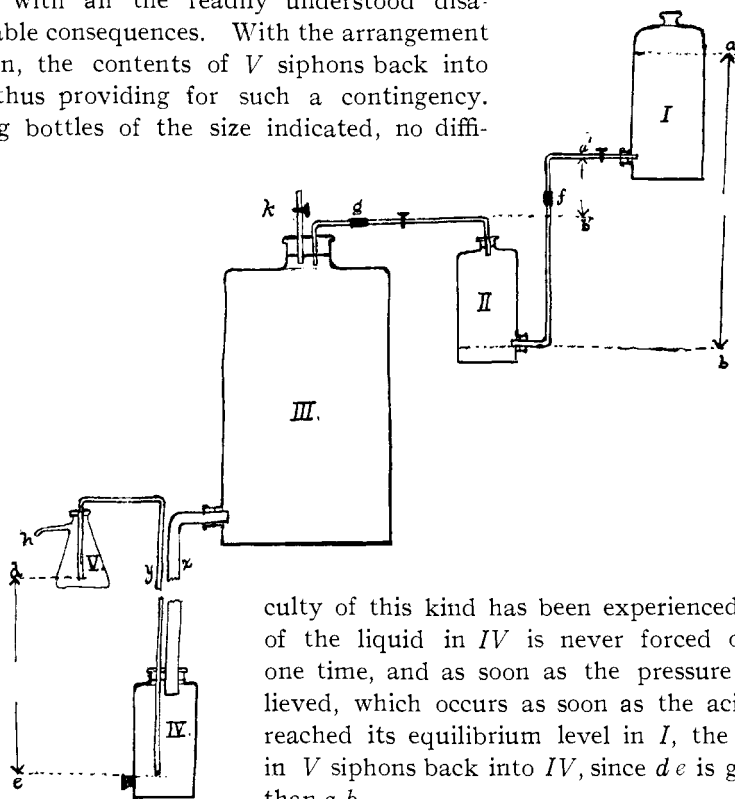 with all the readily understood disa-
able consequences. With the arrangement
n, the contents of V siphons back into
thus providing for such a contingency.
g bottles of the size indicated, no diffi-
a
I
a'
f
b'
k
g
II
b
III.
h
V.
d
y
z
IV.
e
culty of this kind has been experienced
of the liquid in IV is never forced o
one time, and as soon as the pressure
lieved, which occurs as soon as the aci
reached its equilibrium level in I, the
in V siphons back into IV, since d e is g
than a b